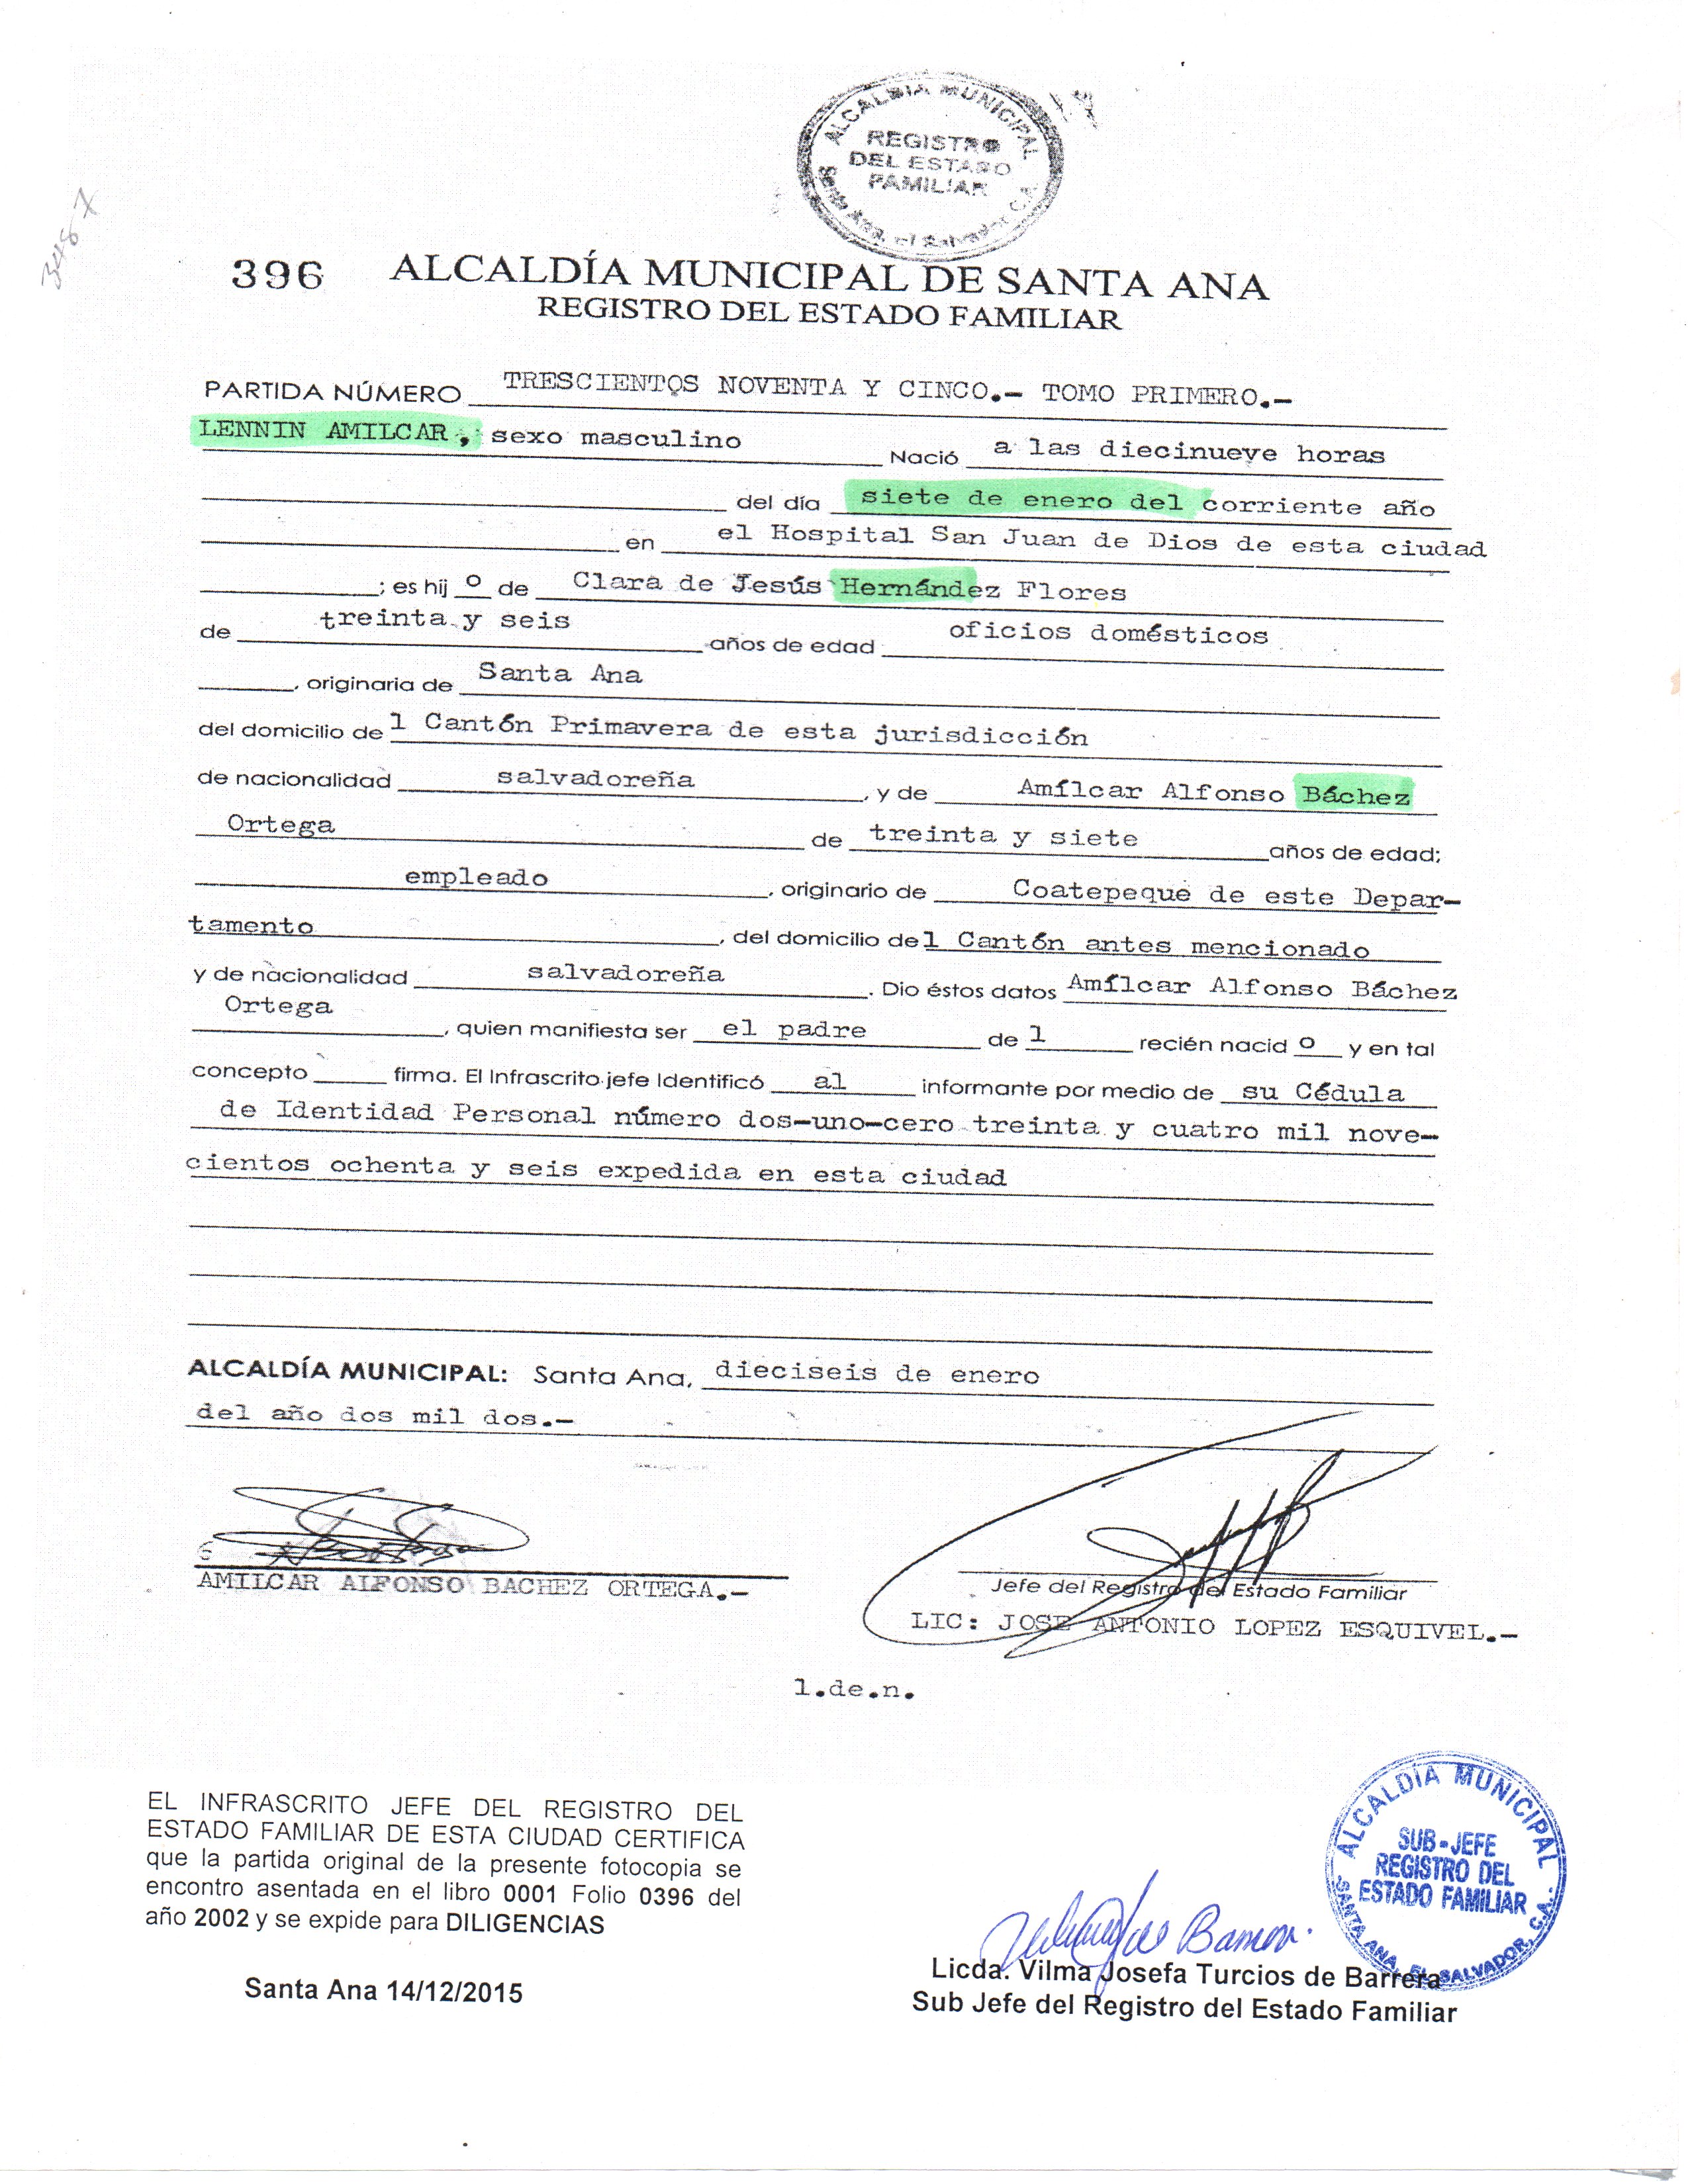 ALCALDIA MUNICIPAL
REGISTRO
DEL ESTADO
FAMILIAR
Santa Ana, El Salvador C.A.
3487
396 ALCALDÍA MUNICIPAL DE SANTA ANA
REGISTRO DEL ESTADO FAMILIAR
PARTIDA NÚMERO TRESCIENTOS NOVENTA Y CINCO.- TOMO PRIMERO.-
LENNIN AMILCAR, sexo masculino Nació a las diecinueve horas
del día siete de enero del corriente año
en el Hospital San Juan de Dios de esta ciudad
; es hij o de Clara de Jesús Hernández Flores
de treinta y seis años de edad oficios domésticos
, originaria de Santa Ana
del domicilio de l Cantón Primavera de esta jurisdicción
de nacionalidad salvadoreña , y de Amílcar Alfonso Báchez
Ortega de treinta y siete años de edad;
empleado , originario de Coatepeque de este Depar-
tamento , del domicilio de l Cantón antes mencionado
y de nacionalidad salvadoreña . Dio éstos datos Amílcar Alfonso Báchez
Ortega , quien manifiesta ser el padre de l recién nacid o y en tal
concepto firma. El Infrascrito jefe Identificó al informante por medio de su Cédula
de Identidad Personal número dos-uno-cero treinta y cuatro mil nove-
cientos ochenta y seis expedida en esta ciudad
ALCALDÍA MUNICIPAL: Santa Ana, dieciseis de enero
del año dos mil dos.-
AMILCAR ALFONSO BACHEZ ORTEGA.-
Jefe del Registro del Estado Familiar
LIC: JOSE ANTONIO LOPEZ ESQUIVEL.-
l.de.n.
EL INFRASCRITO JEFE DEL REGISTRO DEL
ESTADO FAMILIAR DE ESTA CIUDAD CERTIFICA
que la partida original de la presente fotocopia se
encontro asentada en el libro 0001 Folio 0396 del
año 2002 y se expide para DILIGENCIAS
Santa Ana 14/12/2015
ALCALDÍA MUNICIPAL
SUB-JEFE
REGISTRO DEL
ESTADO FAMILIAR
SANTA ANA, EL SALVADOR, C.A.
Licda. Vilma Josefa Turcios de Barrera
Sub Jefe del Registro del Estado Familiar